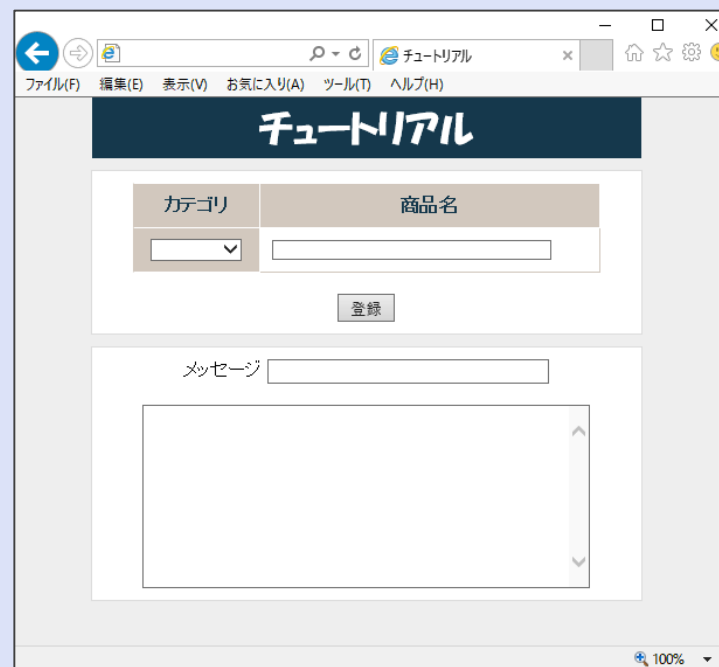 チュートリアル
ファイル(F) 編集(E) 表示(V) お気に入り(A) ツール(T) ヘルプ(H)
チュートリアル
カテゴリ 商品名
登録
メッセージ
100%